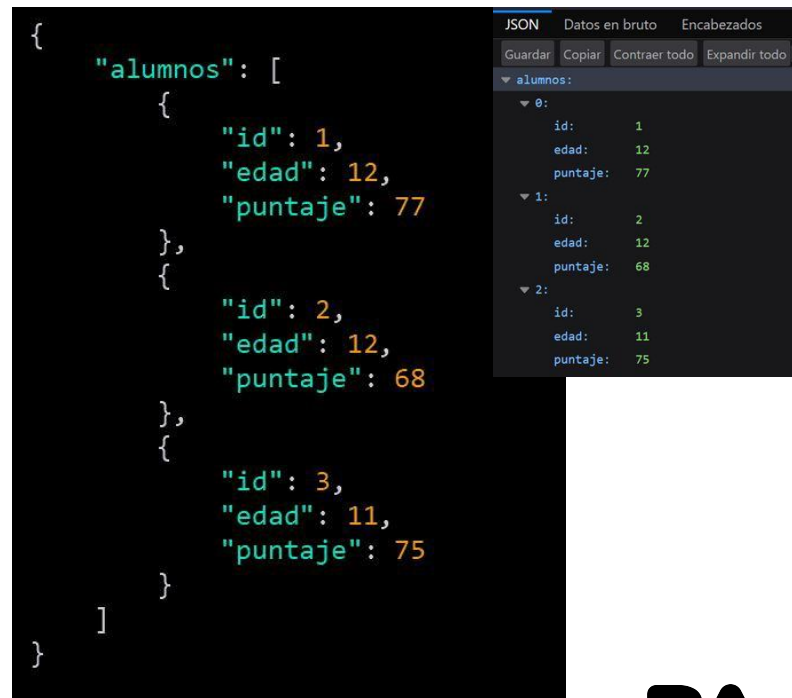 {
"alumnos": [
{
"id": 1,
"edad": 12,
"puntaje": 77
},
{
"id": 2,
"edad": 12,
"puntaje": 68
},
{
"id": 3,
"edad": 11,
"puntaje": 75
}
]
}
JSON Datos en bruto Encabezados
Guardar Copiar Contraer todo Expandir todo
alumnos:
0:
id: 1
edad: 12
puntaje: 77
1:
id: 2
edad: 12
puntaje: 68
2:
id: 3
edad: 11
puntaje: 75